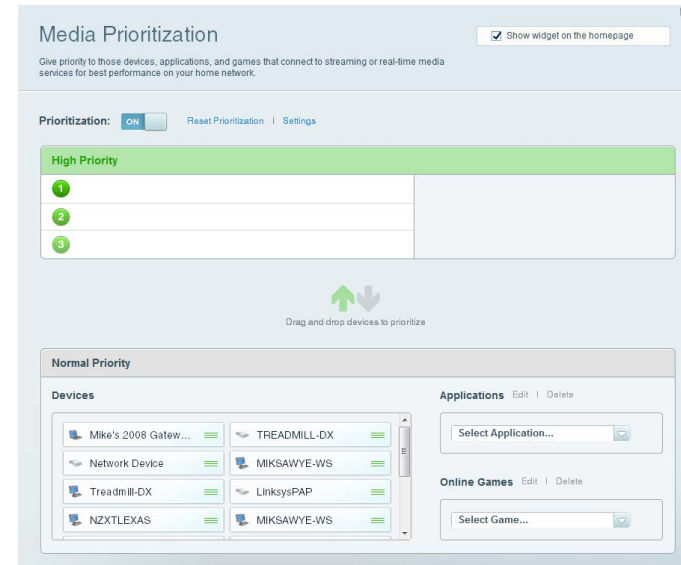 Media Prioritization
Show widget on the homepage
Give priority to those devices, applications, and games that connect to streaming or real-time media
services for best performance on your home network.
Prioritization: ON Reset Prioritization | Settings
High Priority
1
2
3
Drag and drop devices to prioritize
Normal Priority
Devices
Applications Edit | Delete
Mike's 2008 Gatew... TREADMILL-DX
Select Application...
Network Device MIKSAWYE-WS
Treadmill-DX LinksysPAP
Online Games Edit | Delete
NZXTLEXAS MIKSAWYE-WS
Select Game...